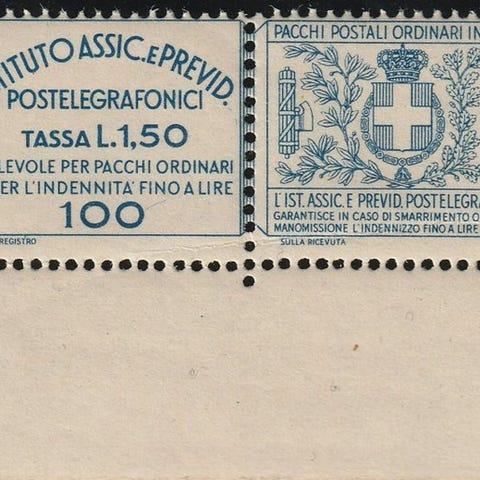 TITUTO ASSIC. E PREVID.
POSTELEGRAFONICI
TASSA L.1,50
LEVOLE PER PACCHI ORDINARI
ER L'INDENNITA' FINO A LIRE
100
REGISTRO
PACCHI POSTALI ORDINARI IN
L'IST. ASSIC. E PREVID. POSTELEGRA
GARANTISCE IN CASO DI SMARRIMENTO O
MANOMISSIONE L'INDENNIZZO FINO A LIRE
SULLA RICEVUTA